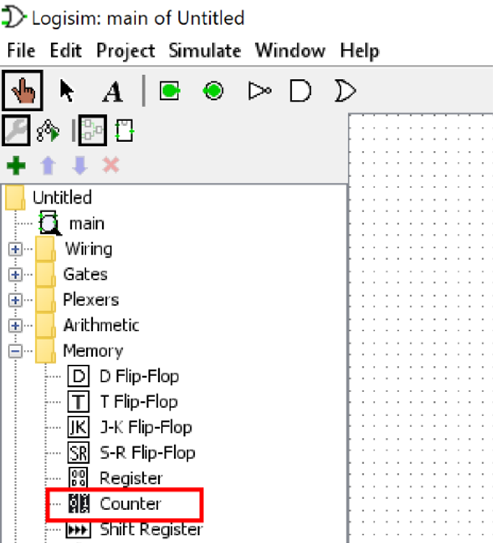 Logisim: main of Untitled
File Edit Project Simulate Window Help
A
Untitled
main
Wiring
Gates
Plexers
Arithmetic
Memory
D D Flip-Flop
T T Flip-Flop
JK J-K Flip-Flop
SR S-R Flip-Flop
Register
Counter
Shift Register